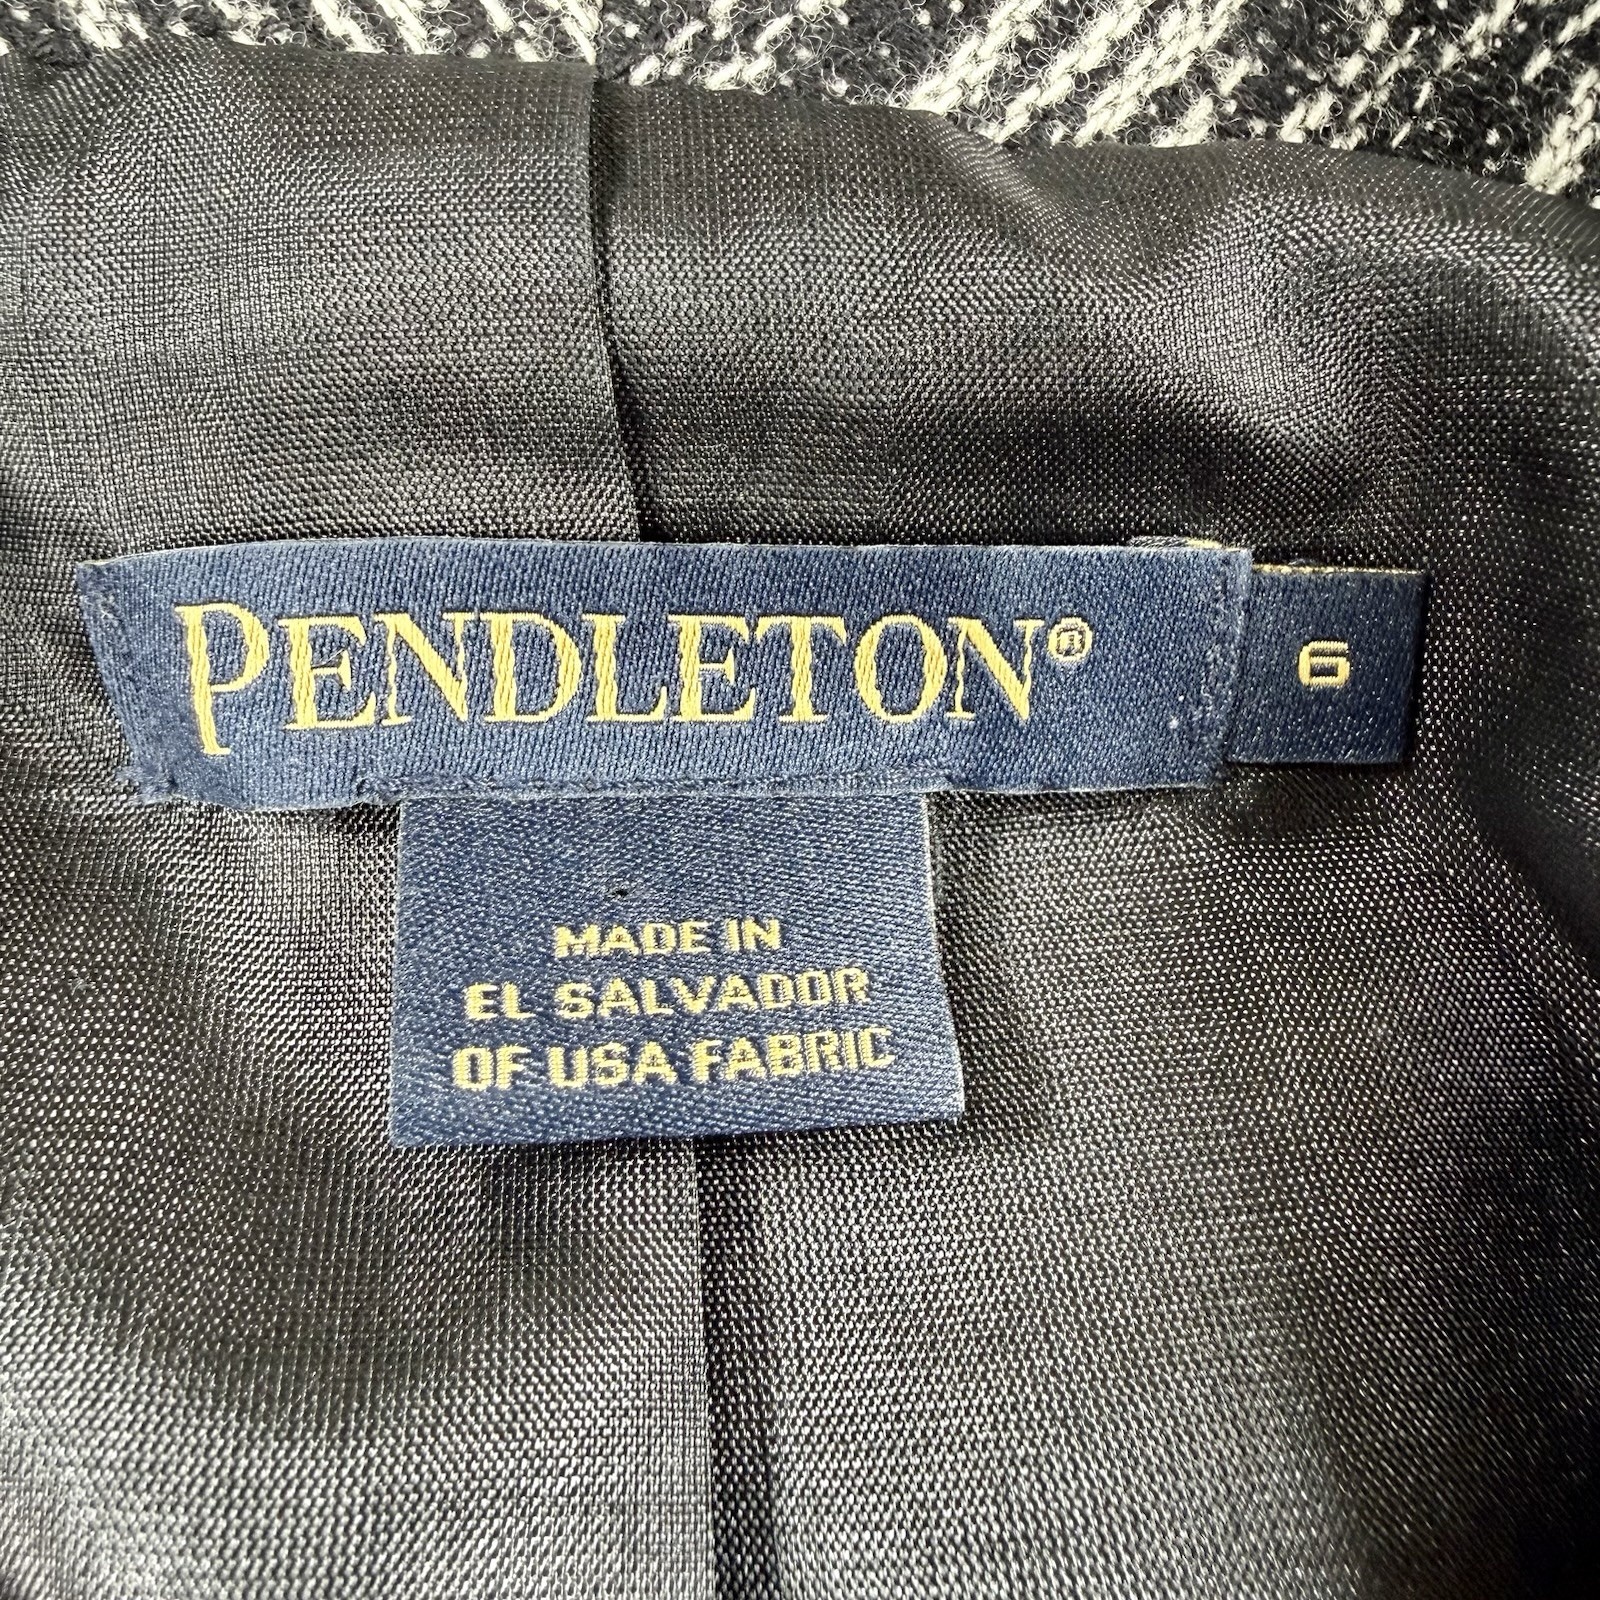 PENDLETON®
6
MADE IN
EL SALVADOR
OF USA FABRIC